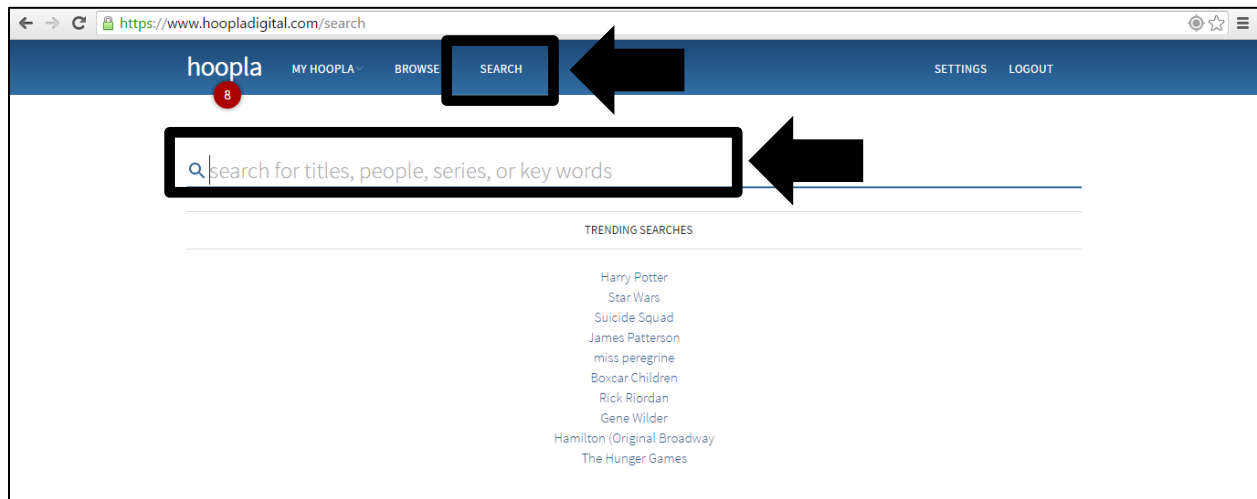 https://www.hoopladigital.com/search
hoopla MY HOOPLA BROWSE SEARCH SETTINGS LOGOUT
8
search for titles, people, series, or key words
TRENDING SEARCHES
Harry Potter
Star Wars
Suicide Squad
James Patterson
miss peregrine
Boxcar Children
Rick Riordan
Gene Wilder
Hamilton (Original Broadway
The Hunger Games